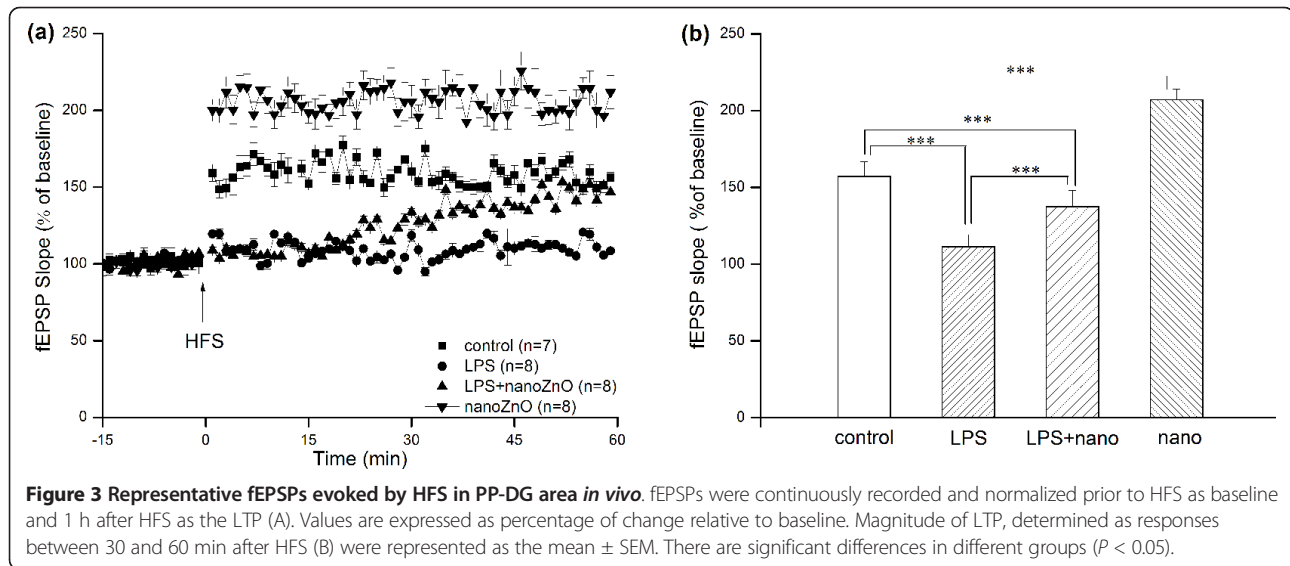 (a)
250
200
150
100
50
0
fEPSP Slope (% of baseline)
HFS
control (n=7)
LPS (n=8)
LPS+nanoZnO (n=8)
nanoZnO (n=8)
-15 0 15 30 45 60
Time (min)
(b)
250
200
150
100
50
0
fEPSP slope ( %of baseline)
***
***
***
***
control LPS LPS+nano nano
Figure 3 Representative fEPSPs evoked by HFS in PP-DG area in vivo. fEPSPs were continuously recorded and normalized prior to HFS as baseline
and 1 h after HFS as the LTP (A). Values are expressed as percentage of change relative to baseline. Magnitude of LTP, determined as responses
between 30 and 60 min after HFS (B) were represented as the mean ± SEM. There are significant differences in different groups (P < 0.05).